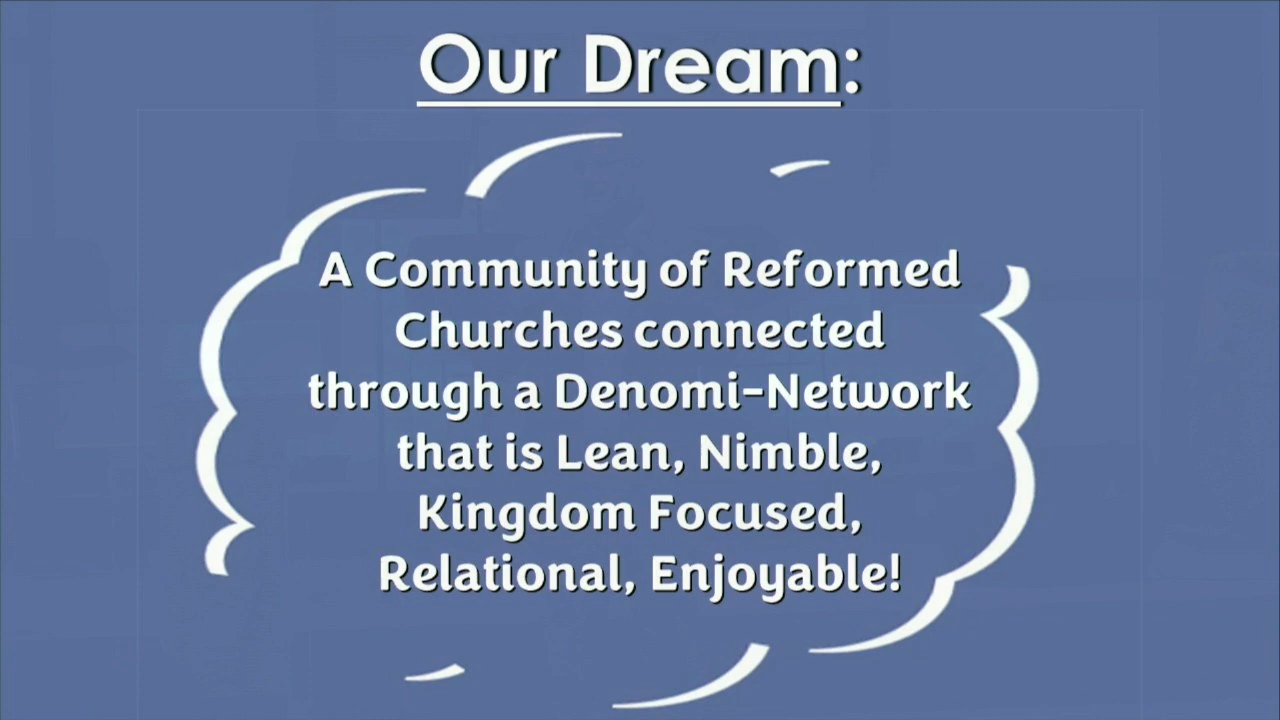 Our Dream:
A Community of Reformed
Churches connected
through a Denomi-Network
that is Lean, Nimble,
Kingdom Focused,
Relational, Enjoyable!